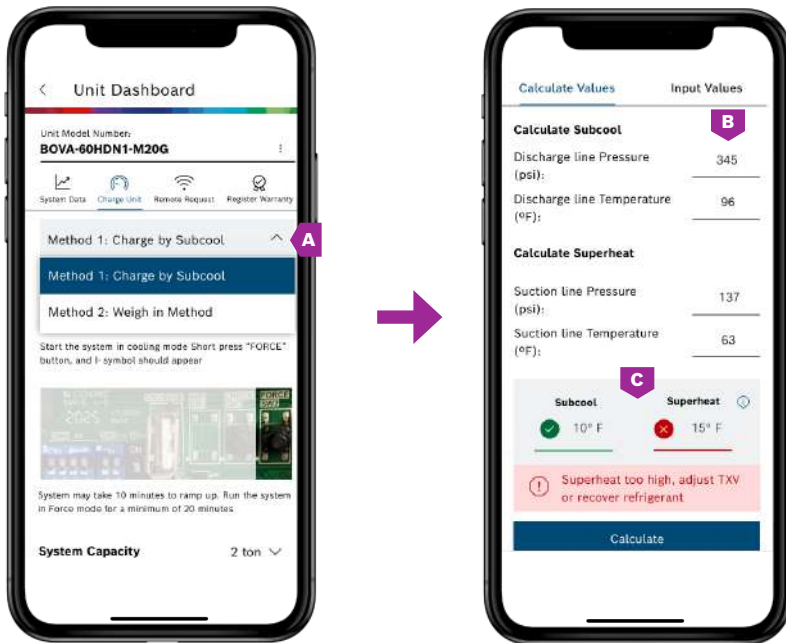 Unit Dashboard
Unit Model Number:
BOVA-60HDN1-M20G
System Data
Charge Unit
Remote Request
Register Warranty
Method 1: Charge by Subcool
A
Method 1: Charge by Subcool
Method 2: Weigh in Method
Start the system in cooling mode Short press "FORCE"
button, and I- symbol should appear
2025
FORCE
System may take 10 minutes to ramp up. Run the system
in Force mode for a minimum of 20 minutes
System Capacity 2 ton
Calculate Values
Input Values
B
Calculate Subcool
Discharge line Pressure
(psi):
345
Discharge line Temperature
(ºF):
96
Calculate Superheat
Suction line Pressure
(psi):
137
Suction line Temperature
(ºF):
63
C
Subcool
Superheat
10° F
15° F
Superheat too high, adjust TXV
or recover refrigerant
Calculate